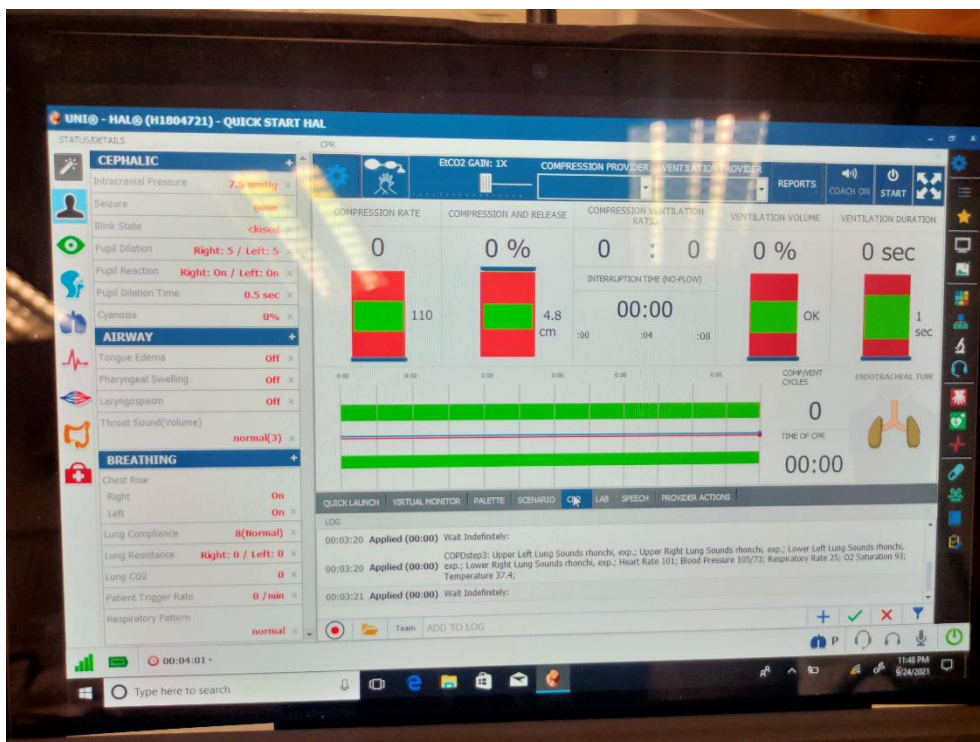 UNI® - HAL® (H1804721) - QUICK START HAL
STATUS/DETAILS
CEPHALIC +
Intracranial Pressure 7.5 mmHg
Seizure none
Blink State closed
Pupil Dilation Right: 5 / Left: 5
Pupil Reaction Right: On / Left: On
Pupil Dilation Time 0.5 sec
Cyanosis 0%
AIRWAY +
Tongue Edema Off
Pharyngeal Swelling Off
Laryngospasm Off
Throat Sound(Volume)
normal(3)
BREATHING +
Chest Rise
Right On
Left On
Lung Compliance 8(Normal)
Lung Resistance Right: 0 / Left: 0
Lung CO2 0
Patient Trigger Rate 0 /min
Respiratory Pattern
normal
CPR
EtCO2 GAIN: 1X
COMPRESSION PROVIDER
VENTILATION PROVIDER
REPORTS
COACH ON
START
COMPRESSION RATE
0
110
COMPRESSION AND RELEASE
0 %
4.8
cm
COMPRESSION VENTILATION
RATIO
0 : 0
INTERRUPTION TIME (NO-FLOW)
00:00
:00 :04 :08
VENTILATION VOLUME
0 %
OK
VENTILATION DURATION
0 sec
1
sec
0:00 0:00 0:00 0:00 0:00 0:00
COMP/VENT
CYCLES
0
TIME OF CPR
00:00
ENDOTRACHEAL TUBE
QUICK LAUNCH VIRTUAL MONITOR PALETTE SCENARIO CPR LAB SPEECH PROVIDER ACTIONS
LOG
00:03:20 Applied (00:00) Wait Indefinitely:
COPDstep3: Upper Left Lung Sounds rhonchi, exp.; Upper Right Lung Sounds rhonchi, exp.; Lower Left Lung Sounds rhonchi,
00:03:20 Applied (00:00) exp.; Lower Right Lung Sounds rhonchi, exp.; Heart Rate 101; Blood Pressure 105/73; Respiratory Rate 25; O2 Saturation 93;
Temperature 37.4;
00:03:21 Applied (00:00) Wait Indefinitely:
Team ADD TO LOG
P
00:04:01
Type here to search
11:48 PM
9/24/2021